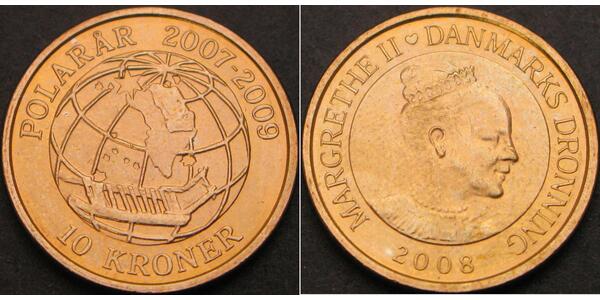 POLARÅR 2007-2009
10 KRONER
MARGRETHE II ♡ DANMARKS DRONNING
2008